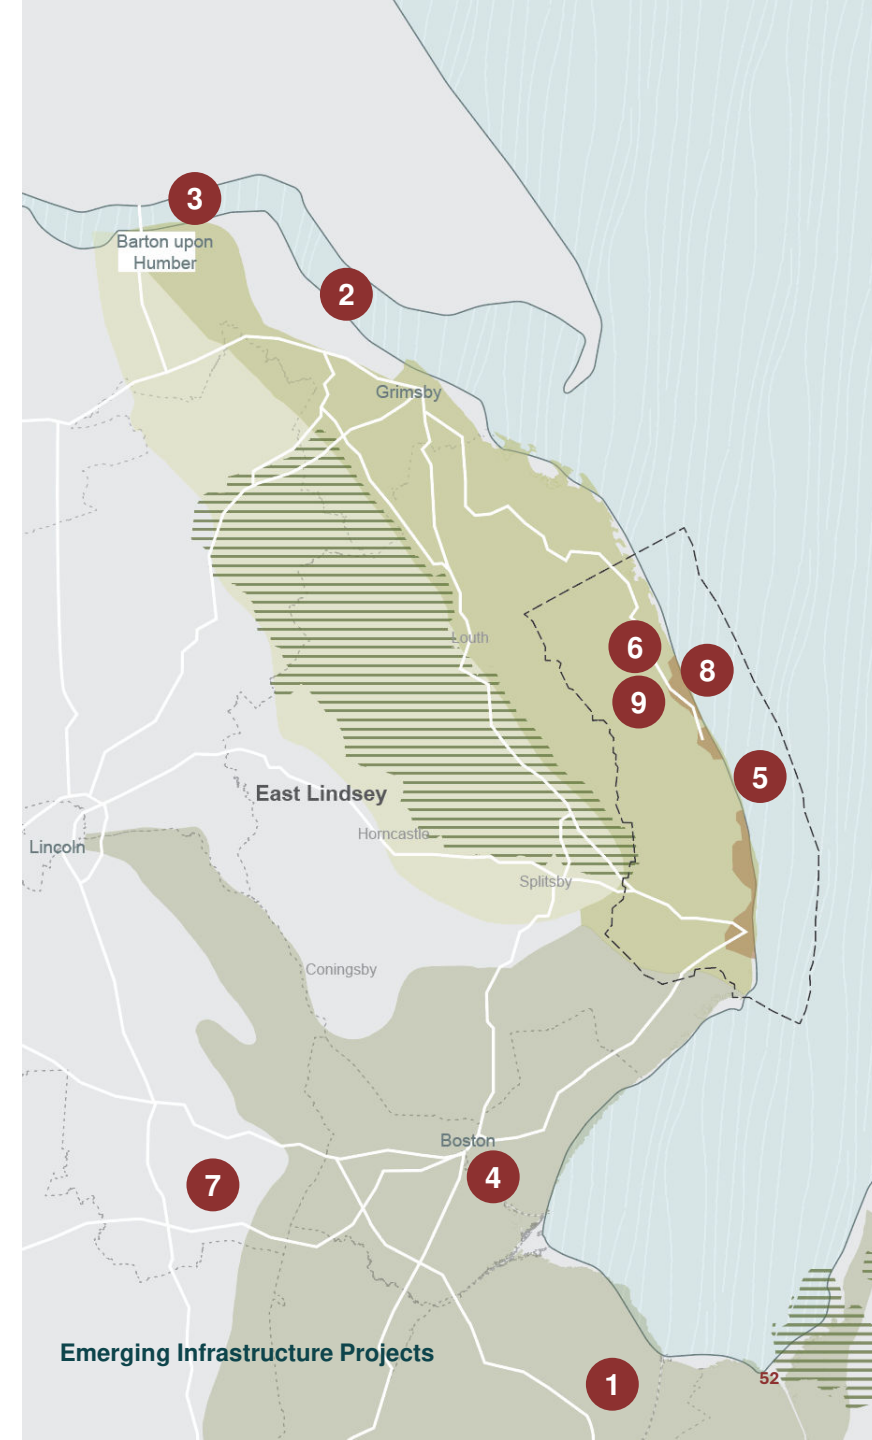 3
Barton upon
Humber
2
Grimsby
6
Louth
8
9
5
East Lindsey
Horncastle
Lincoln
Splitsby
Coningsby
Boston
7
4
Emerging Infrastructure Projects
52
1